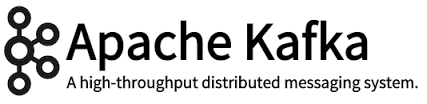 Apache Kafka
A high-throughput distributed messaging system.